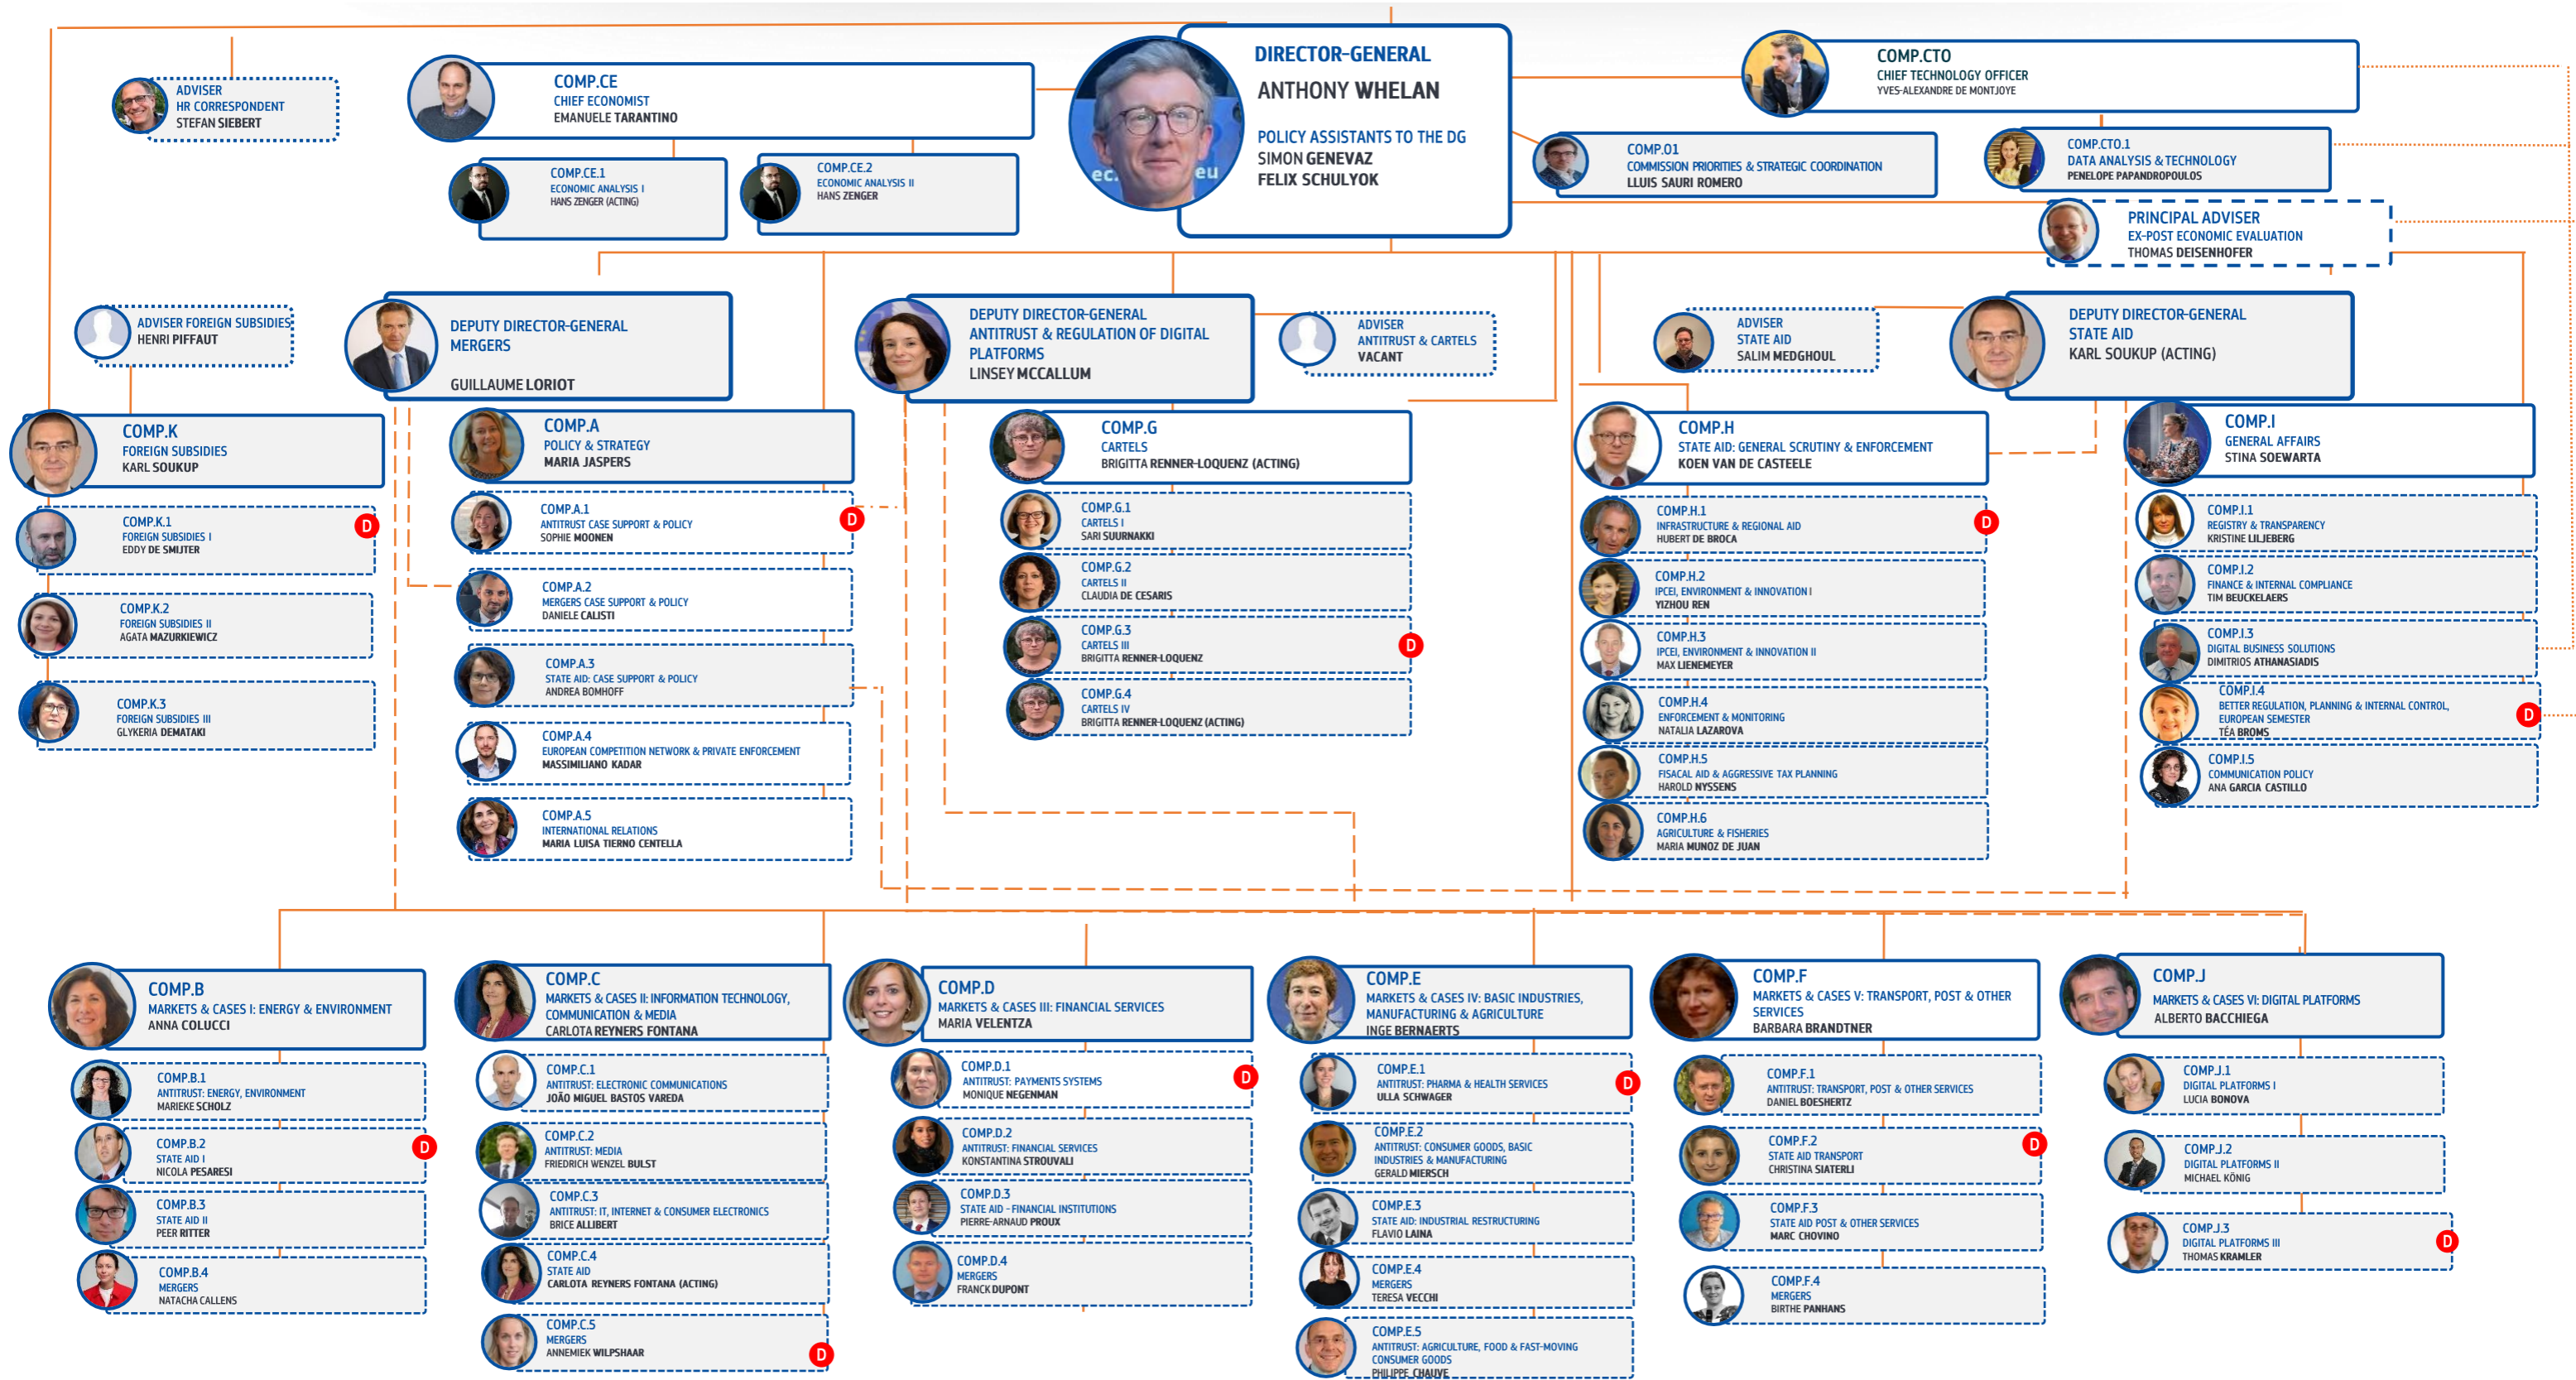 DIRECTOR-GENERAL
ANTHONY WHELAN
POLICY ASSISTANTS TO THE DG
SIMON GENEVAZ
FELIX SCHULYOK
ec.
eu
ADVISER
HR CORRESPONDENT
STEFAN SIEBERT
COMP.CE
CHIEF ECONOMIST
EMANUELE TARANTINO
COMP.CE.1
ECONOMIC ANALYSIS I
HANS ZENGER (ACTING)
COMP.CE.2
ECONOMIC ANALYSIS II
HANS ZENGER
COMP.CTO
CHIEF TECHNOLOGY OFFICER
YVES-ALEXANDRE DE MONTJOYE
COMP.O1
COMMISSION PRIORITIES & STRATEGIC COORDINATION
LLUIS SAURI ROMERO
COMP.CTO.1
DATA ANALYSIS & TECHNOLOGY
PENELOPE PAPANDROPOULOS
PRINCIPAL ADVISER
EX-POST ECONOMIC EVALUATION
THOMAS DEISENHOFER
ADVISER FOREIGN SUBSIDIES
HENRI PIFFAUT
DEPUTY DIRECTOR-GENERAL
MERGERS
GUILLAUME LORIOT
DEPUTY DIRECTOR-GENERAL
ANTITRUST & REGULATION OF DIGITAL
PLATFORMS
LINSEY MCCALLUM
ADVISER
ANTITRUST & CARTELS
VACANT
ADVISER
STATE AID
SALIM MEDGHOUL
DEPUTY DIRECTOR-GENERAL
STATE AID
KARL SOUKUP (ACTING)
COMP.K
FOREIGN SUBSIDIES
KARL SOUKUP
COMP.K.1
FOREIGN SUBSIDIES I
EDDY DE SMIJTER
D
COMP.K.2
FOREIGN SUBSIDIES II
AGATA MAZURKIEWICZ
COMP.K.3
FOREIGN SUBSIDIES III
GLYKERIA DEMATAKI
COMP.A
POLICY & STRATEGY
MARIA JASPERS
COMP.A.1
ANTITRUST CASE SUPPORT & POLICY
SOPHIE MOONEN
D
COMP.A.2
MERGERS CASE SUPPORT & POLICY
DANIELE CALISTI
COMP.A.3
STATE AID: CASE SUPPORT & POLICY
ANDREA BOMHOFF
COMP.A.4
EUROPEAN COMPETITION NETWORK & PRIVATE ENFORCEMENT
MASSIMILIANO KADAR
COMP.A.5
INTERNATIONAL RELATIONS
MARIA LUISA TIERNO CENTELLA
COMP.G
CARTELS
BRIGITTA RENNER-LOQUENZ (ACTING)
COMP.G.1
CARTELS I
SARI SUURNAKKI
COMP.G.2
CARTELS II
CLAUDIA DE CESARIS
COMP.G.3
CARTELS III
BRIGITTA RENNER-LOQUENZ
D
COMP.G.4
CARTELS IV
BRIGITTA RENNER-LOQUENZ (ACTING)
COMP.H
STATE AID: GENERAL SCRUTINY & ENFORCEMENT
KOEN VAN DE CASTEELE
COMP.H.1
INFRASTRUCTURE & REGIONAL AID
HUBERT DE BROCA
D
COMP.H.2
IPCEI, ENVIRONMENT & INNOVATION I
YIZHOU REN
COMP.H.3
IPCEI, ENVIRONMENT & INNOVATION II
MAX LIENEMEYER
COMP.H.4
ENFORCEMENT & MONITORING
NATALIA LAZAROVA
COMP.H.5
FISACAL AID & AGGRESSIVE TAX PLANNING
HAROLD NYSSENS
COMP.H.6
AGRICULTURE & FISHERIES
MARIA MUNOZ DE JUAN
COMP.I
GENERAL AFFAIRS
STINA SOEWARTA
COMP.I.1
REGISTRY & TRANSPARENCY
KRISTINE LILJEBERG
COMP.I.2
FINANCE & INTERNAL COMPLIANCE
TIM BEUCKELAERS
COMP.I.3
DIGITAL BUSINESS SOLUTIONS
DIMITRIOS ATHANASIADIS
COMP.I.4
BETTER REGULATION, PLANNING & INTERNAL CONTROL,
EUROPEAN SEMESTER
TÉA BROMS
D
COMP.I.5
COMMUNICATION POLICY
ANA GARCIA CASTILLO
COMP.B
MARKETS & CASES I: ENERGY & ENVIRONMENT
ANNA COLUCCI
COMP.B.1
ANTITRUST: ENERGY, ENVIRONMENT
MARIEKE SCHOLZ
COMP.B.2
STATE AID I
NICOLA PESARESI
D
COMP.B.3
STATE AID II
PEER RITTER
COMP.B.4
MERGERS
NATACHA CALLENS
COMP.C
MARKETS & CASES II: INFORMATION TECHNOLOGY,
COMMUNICATION & MEDIA
CARLOTA REYNERS FONTANA
COMP.C.1
ANTITRUST: ELECTRONIC COMMUNICATIONS
JOÃO MIGUEL BASTOS VAREDA
COMP.C.2
ANTITRUST: MEDIA
FRIEDRICH WENZEL BULST
COMP.C.3
ANTITRUST: IT, INTERNET & CONSUMER ELECTRONICS
BRICE ALLIBERT
COMP.C.4
STATE AID
CARLOTA REYNERS FONTANA (ACTING)
COMP.C.5
MERGERS
ANNEMIEK WILPSHAAR
D
COMP.D
MARKETS & CASES III: FINANCIAL SERVICES
MARIA VELENTZA
COMP.D.1
ANTITRUST: PAYMENTS SYSTEMS
MONIQUE NEGENMAN
D
COMP.D.2
ANTITRUST: FINANCIAL SERVICES
KONSTANTINA STROUVALI
COMP.D.3
STATE AID - FINANCIAL INSTITUTIONS
PIERRE-ARNAUD PROUX
COMP.D.4
MERGERS
FRANCK DUPONT
COMP.E
MARKETS & CASES IV: BASIC INDUSTRIES,
MANUFACTURING & AGRICULTURE
INGE BERNAERTS
COMP.E.1
ANTITRUST: PHARMA & HEALTH SERVICES
ULLA SCHWAGER
D
COMP.E.2
ANTITRUST: CONSUMER GOODS, BASIC
INDUSTRIES & MANUFACTURING
GERALD MIERSCH
COMP.E.3
STATE AID: INDUSTRIAL RESTRUCTURING
FLAVIO LAINA
COMP.E.4
MERGERS
TERESA VECCHI
COMP.E.5
ANTITRUST: AGRICULTURE, FOOD & FAST-MOVING
CONSUMER GOODS
PHILIPPE CHAUVE
COMP.F
MARKETS & CASES V: TRANSPORT, POST & OTHER
SERVICES
BARBARA BRANDTNER
COMP.F.1
ANTITRUST: TRANSPORT, POST & OTHER SERVICES
DANIEL BOESHERTZ
COMP.F.2
STATE AID TRANSPORT
CHRISTINA SIATERLI
D
COMP.F.3
STATE AID POST & OTHER SERVICES
MARC CHOVINO
COMP.F.4
MERGERS
BIRTHE PANHANS
COMP.J
MARKETS & CASES VI: DIGITAL PLATFORMS
ALBERTO BACCHIEGA
COMP.J.1
DIGITAL PLATFORMS I
LUCIA BONOVA
COMP.J.2
DIGITAL PLATFORMS II
MICHAEL KÖNIG
COMP.J.3
DIGITAL PLATFORMS III
THOMAS KRAMLER
D